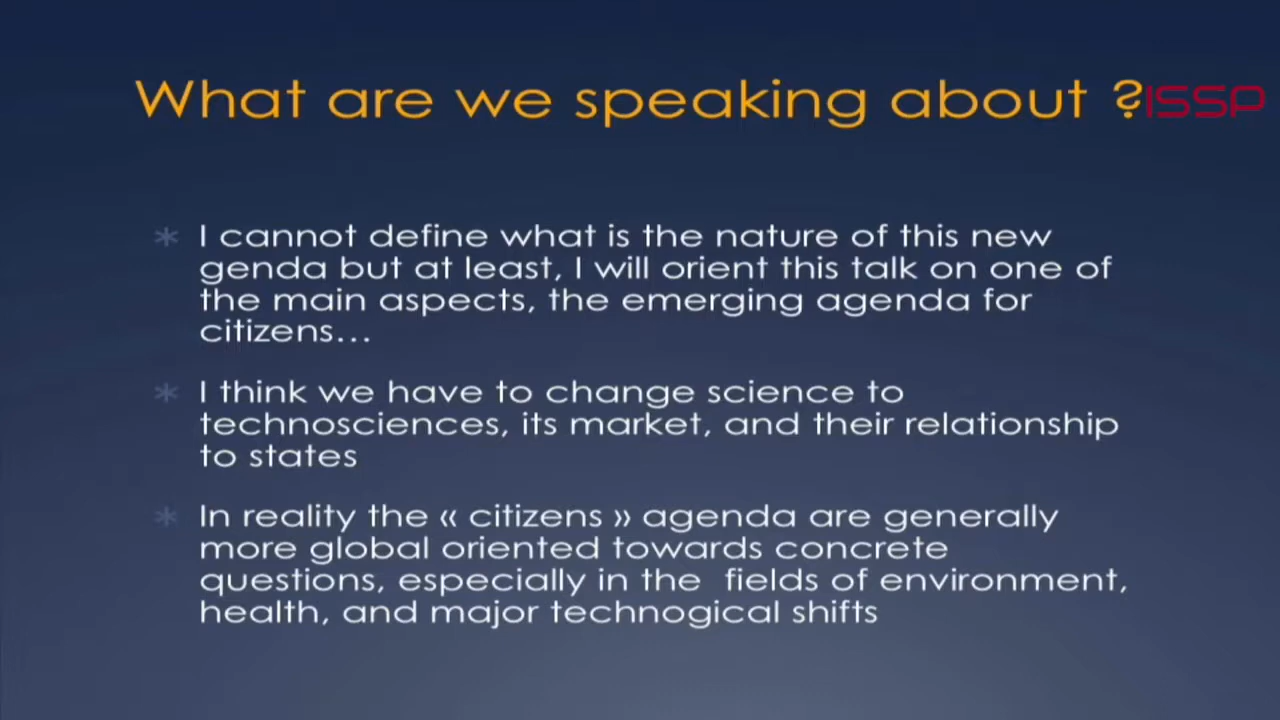 What are we speaking about ?
ISSP
* I cannot define what is the nature of this new
genda but at least, I will orient this talk on one of
the main aspects, the emerging agenda for
citizens...
* I think we have to change science to
technosciences, its market, and their relationship
to states
* In reality the « citizens » agenda are generally
more global oriented towards concrete
questions, especially in the  fields of environment,
health, and major technogical shifts